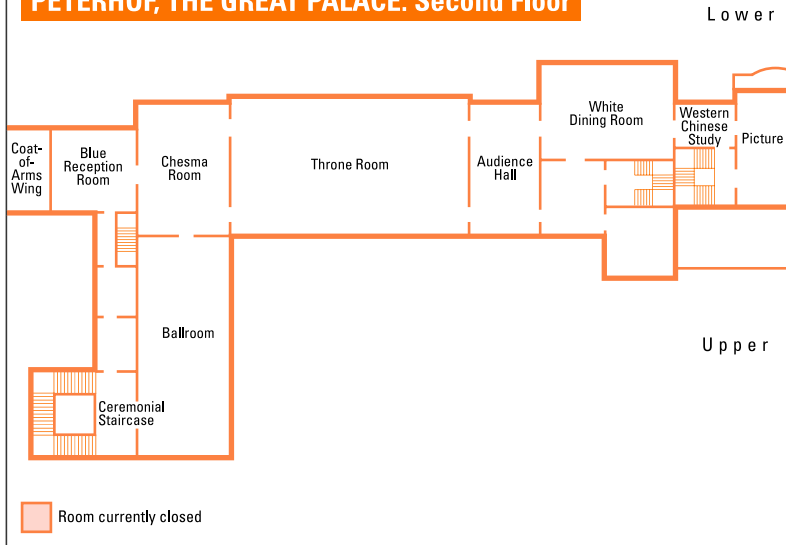 PETERHOF, THE GREAT PALACE. Second Floor
Lower
White
Dining Room
Western
Chinese
Study
Picture
Coat-
of-
Arms
Wing
Blue
Reception
Room
Chesma
Room
Throne Room
Audience
Hall
Ballroom
Upper
Ceremonial
Staircase
Room currently closed